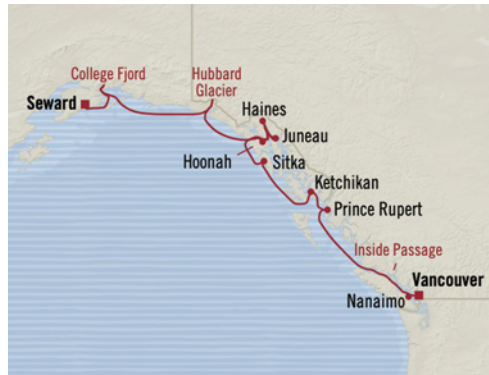 College Fjord
Hubbard
Glacier
Seward
Haines
Juneau
Hoonah
Sitka
Ketchikan
Prince Rupert
Inside Passage
Vancouver
Nanaimo